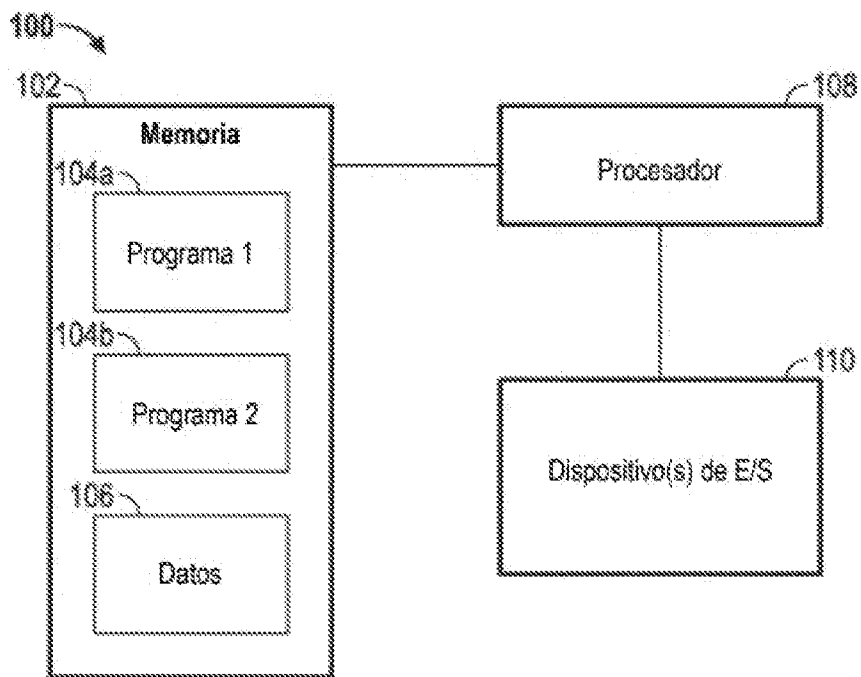 100
102
Memoria
104a
Programa 1
104b
Programa 2
106
Datos
108
Procesador
110
Dispositivo(s) de E/S